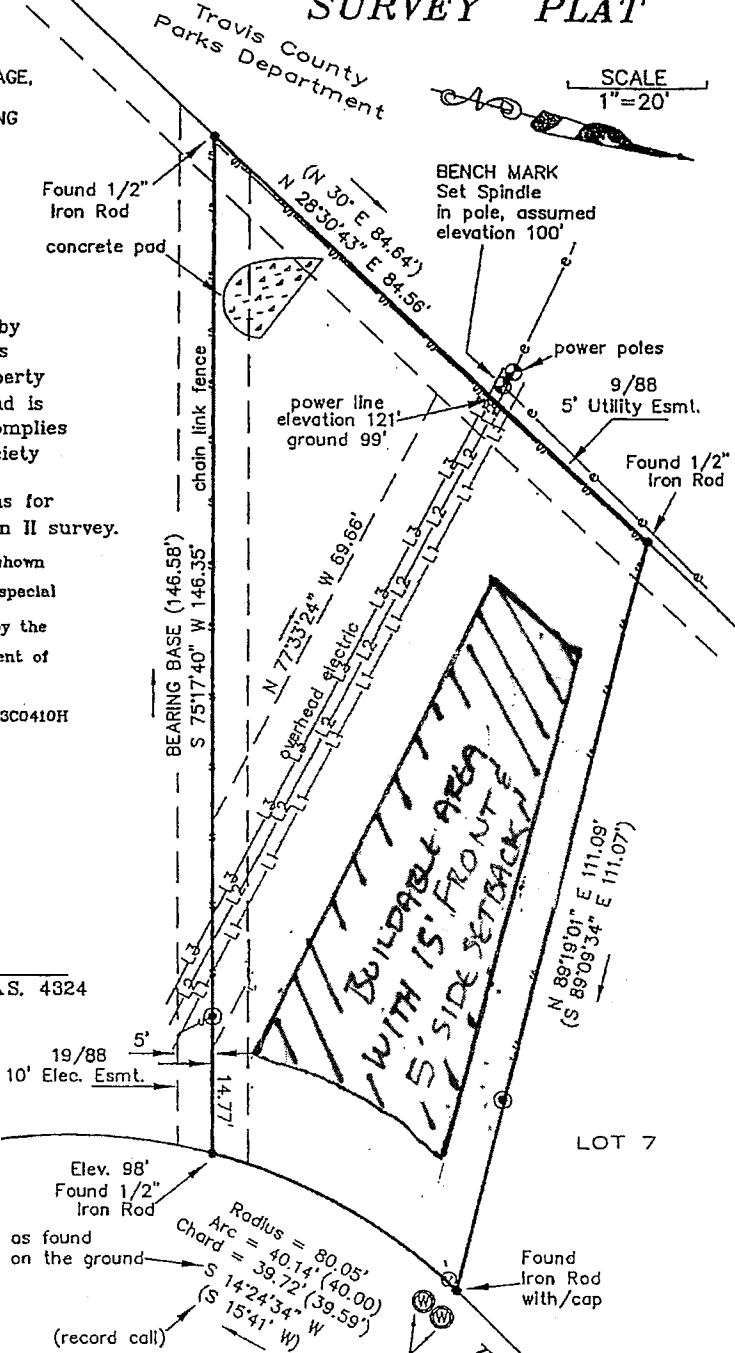 SURVEY PLAT
Travis County
Parks Department
AGE,
NG
SCALE
1"=20'
BENCH MARK
Set Spindle
in pole, assumed
elevation 100'
Found 1/2"
Iron Rod
concrete pad
(N 30° E 84.64')
N 28°30'43" E 84.56'
by
s
perty
d is
omplies
ciety
ns for
n II survey.
shown
special
by the
ent of
3C0410H
chain link fence
power line
elevation 121'
ground 99'
power poles
9/88
5' Utility Esmt.
Found 1/2"
Iron Rod
BEARING BASE (146.58')
S 75°17'40" W 146.35'
N 77°33'24" W 69.66'
overhead electric
L3 L2 L1
BUILDABLE AREA
WITH 15' FRONT &
5' SIDE SETBACK
N 89°19'01" E 111.09'
(S 89°09'34" E 111.07')
.S. 4324
5'
19/88
10' Elec. Esmt.
14.77'
LOT 7
Elev. 98'
Found 1/2"
Iron Rod
as found
on the ground
Radius = 80.05'
Arc = 40.14' (40.00)
Chard = 39.72' (39.59')
S 14°24'34" W
(S 15°41' W)
(record call)
Found
Iron Rod
with/cap
W W